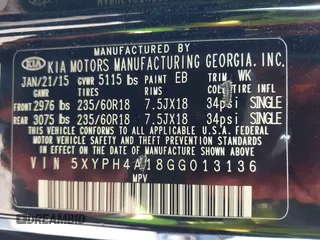 MANUFACTURED BY
KIA KIA MOTORS MANUFACTURING GEORGIA, INC.
JAN/21/15 GVWR 5115 lbs PAINT EB TRIM WK
TIRES RIMS COLD TIRE INFL
FRONT 2976 lbs 235/60R18 7.5JX18 34psi SINGLE
REAR 3075 lbs 235/60R18 7.5JX18 34psi SINGLE
THIS VEHICLE CONFORMS TO ALL APPLICABLE U.S.A. FEDERAL
MOTOR VEHICLE SAFETY AND THEFT PREVENTION STANDARDS
IN EFFECT ON THE DATE OF MANUFACTURE SHOWN ABOVE.
VIN 5XYPH4A18GG013136
MPV
DREAMBID